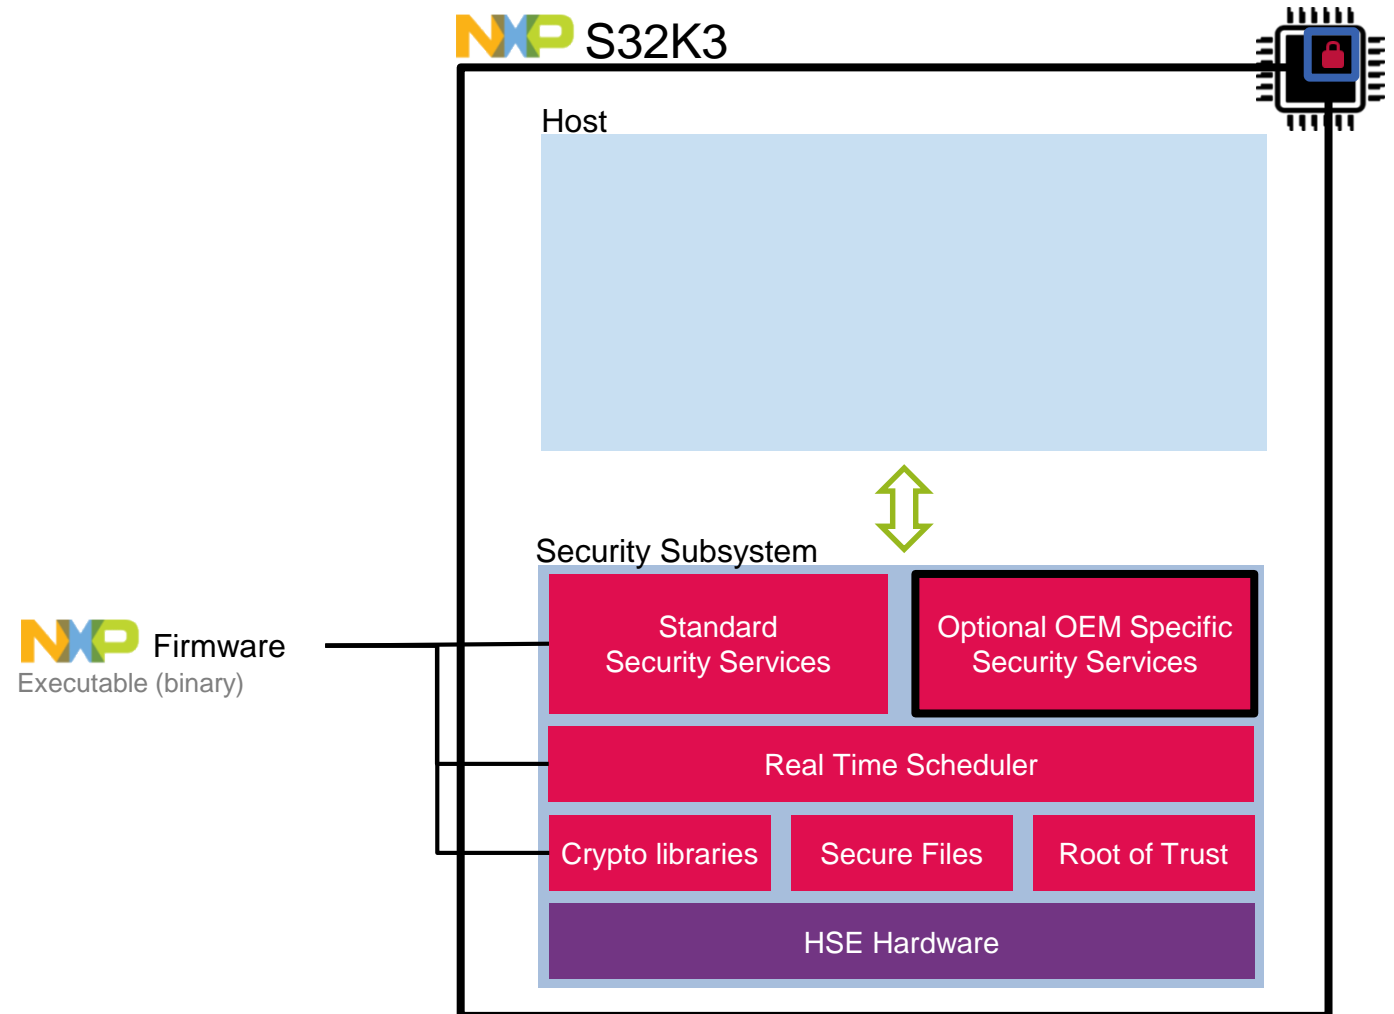 NXP S32K3
Host
Security Subsystem
Standard
Security Services
Optional OEM Specific
Security Services
NXP Firmware
Executable (binary)
Real Time Scheduler
Crypto libraries
Secure Files
Root of Trust
HSE Hardware